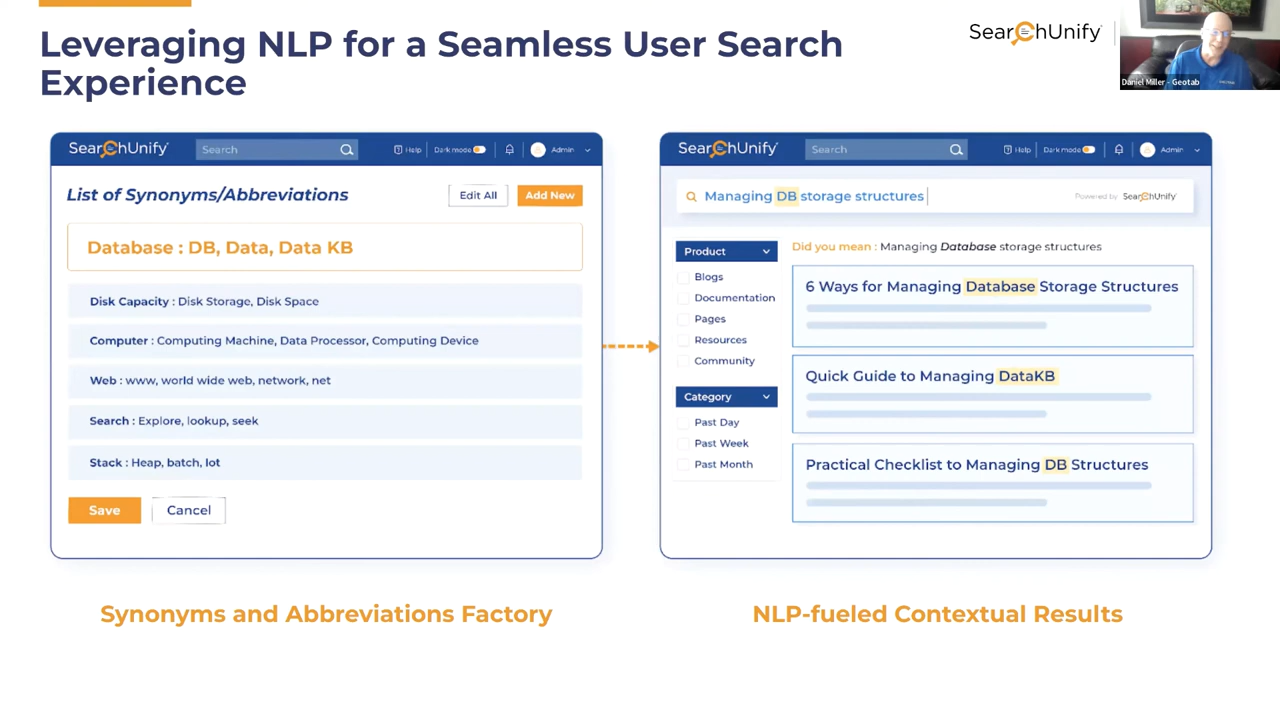 Leveraging NLP for a Seamless User Search
Experience
SearchUnify
Daniel Miller - Geotab
SearchUnify
Search
Help
Dark mode
Admin
List of Synonyms/Abbreviations
Edit All
Add New
Database : DB, Data, Data KB
Disk Capacity : Disk Storage, Disk Space
Computer : Computing Machine, Data Processor, Computing Device
Web : www, world wide web, network, net
Search : Explore, lookup, seek
Stack : Heap, batch, lot
Save
Cancel
Synonyms and Abbreviations Factory
SearchUnify
Search
Help
Dark mode
Admin
Managing DB storage structures
Powered by SearchUnify
Product
Blogs
Documentation
Pages
Resources
Community
Category
Past Day
Past Week
Past Month
Did you mean : Managing Database storage structures
6 Ways for Managing Database Storage Structures
Quick Guide to Managing DataKB
Practical Checklist to Managing DB Structures
NLP-fueled Contextual Results